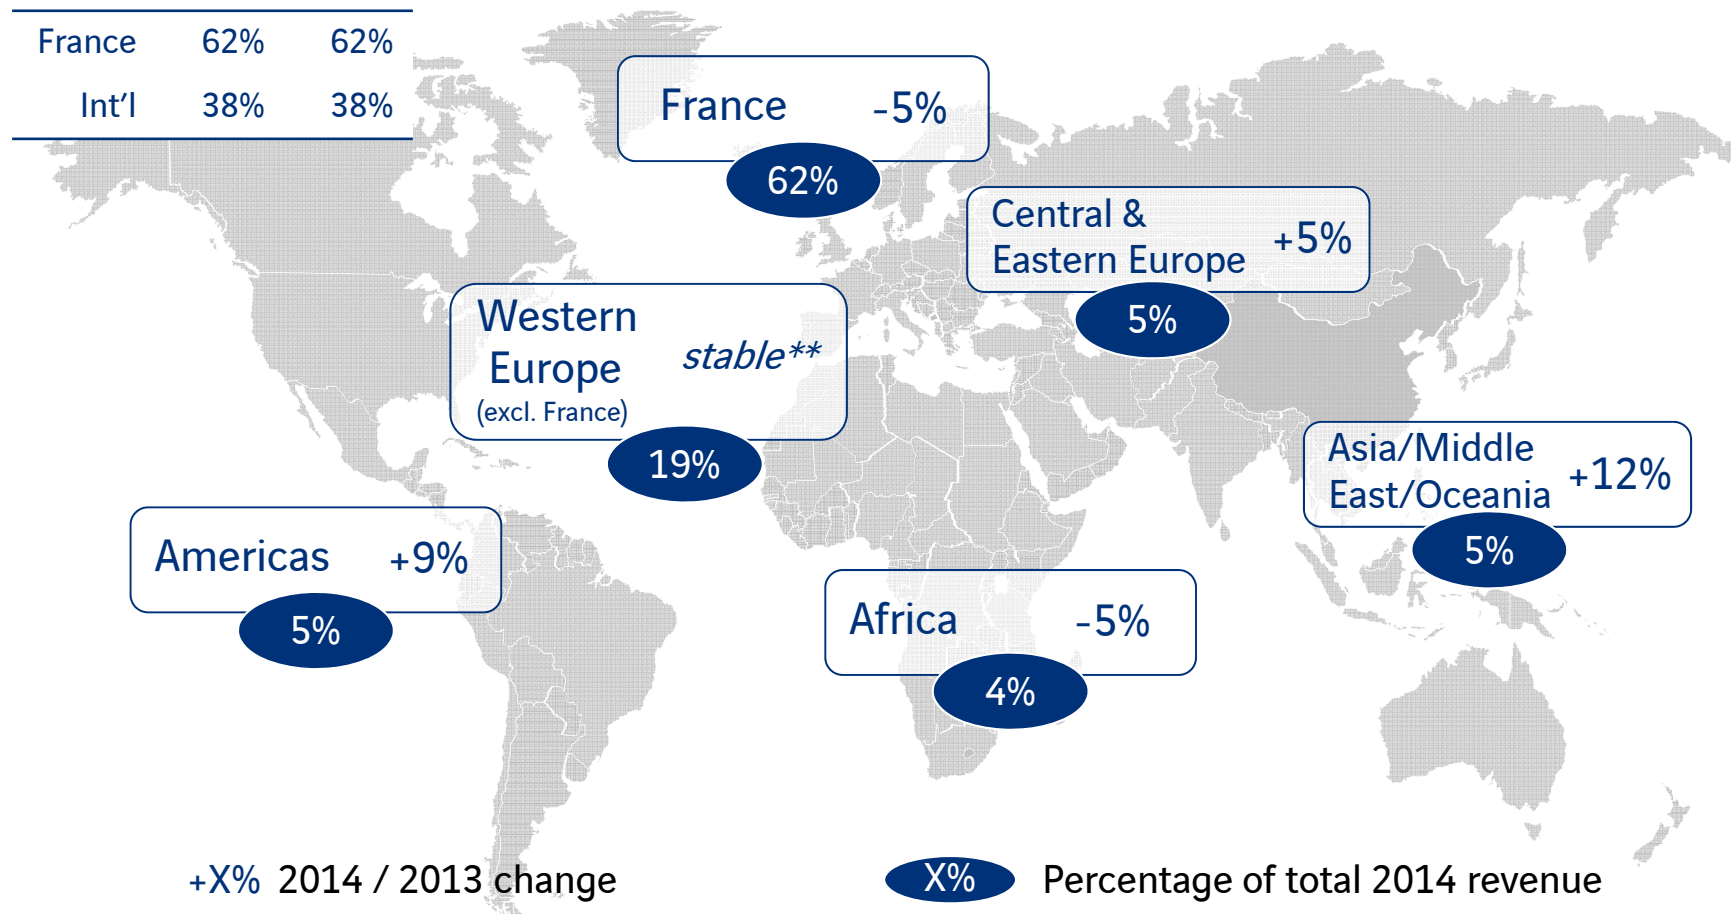 France 62% 62%
Int'l 38% 38%
France -5%
62%
Central &
Eastern Europe +5%
5%
Western
Europe
(excl. France)
stable**
19%
Asia/Middle
East/Oceania +12%
5%
Americas +9%
5%
Africa -5%
4%
+X% 2014 / 2013 change
X% Percentage of total 2014 revenue